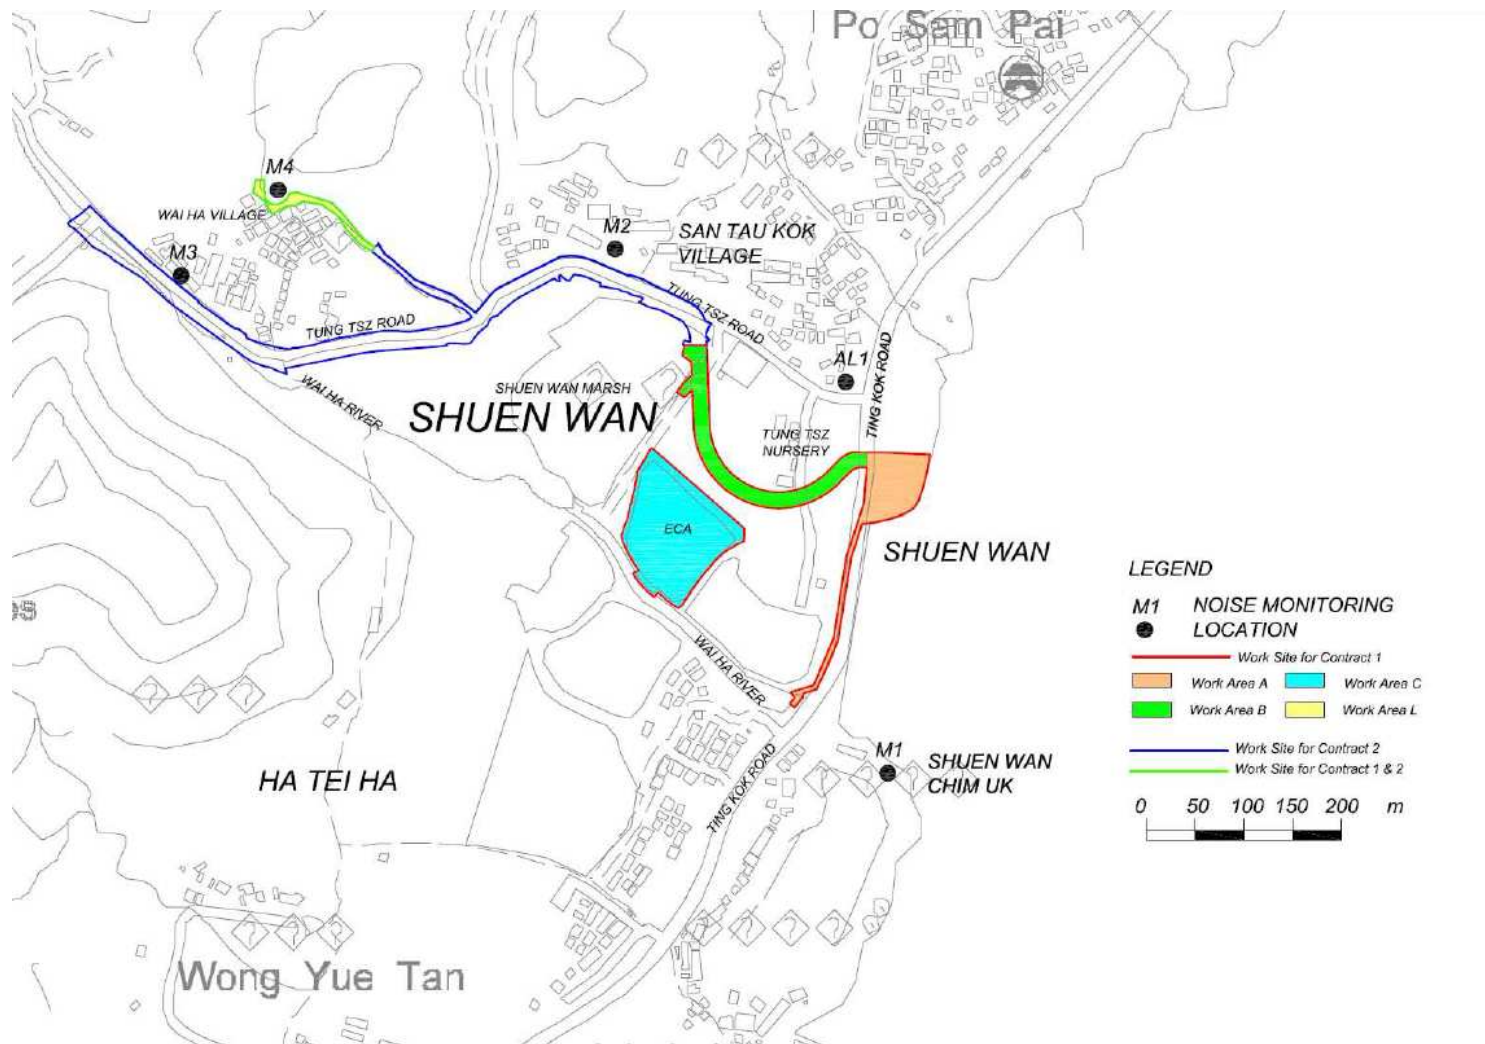 Po Sam Pai
M4
WAI HA VILLAGE
M3
M2
SAN TAU KOK
VILLAGE
TUNG TSZ ROAD
TUNG TSZ ROAD
AL1
TING KOK ROAD
WAI HA RIVER
SHUEN WAN MARSH
SHUEN WAN
TUNG TSZ
NURSERY
ECA
SHUEN WAN
WAI HA RIVER
HA TEI HA
TING KOK ROAD
M1
SHUEN WAN
CHIM UK
Wong Yue Tan
LEGEND
M1 NOISE MONITORING
LOCATION
Work Site for Contract 1
Work Area A Work Area C
Work Area B Work Area L
Work Site for Contract 2
Work Site for Contract 1 & 2
0 50 100 150 200 m